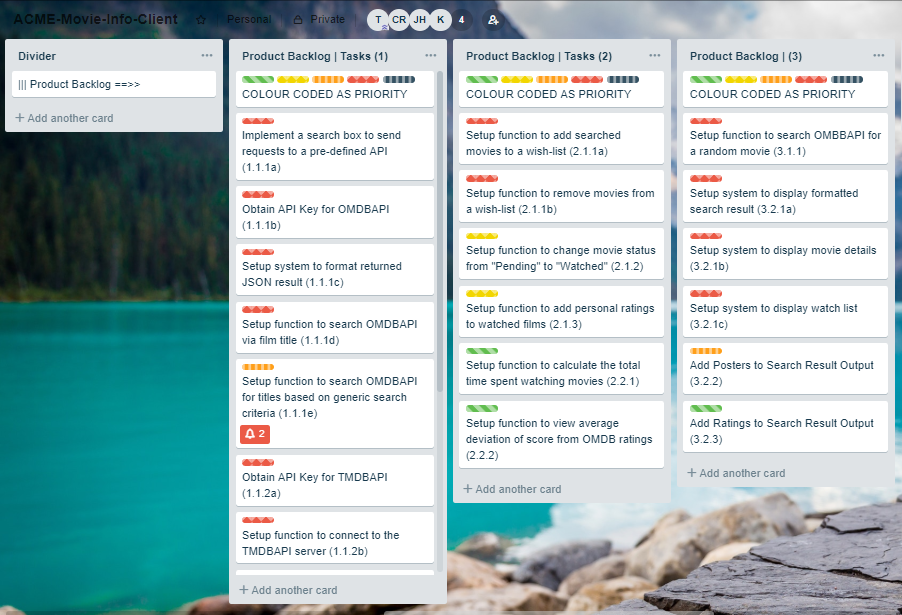 ACME-Movie-Info-Client
Personal
Private
T
CR
JH
K
4
Divider
||| Product Backlog ==>>
+ Add another card
Product Backlog | Tasks (1)
COLOUR CODED AS PRIORITY
Implement a search box to send
requests to a pre-defined API
(1.1.1a)
Obtain API Key for OMDBAPI
(1.1.1b)
Setup system to format returned
JSON result (1.1.1c)
Setup function to search OMDBAPI
via film title (1.1.1d)
Setup function to search OMDBAPI
for titles based on generic search
criteria (1.1.1e)
2
Obtain API Key for TMDBAPI
(1.1.2a)
Setup function to connect to the
TMDBAPI server (1.1.2b)
+ Add another card
Product Backlog | Tasks (2)
COLOUR CODED AS PRIORITY
Setup function to add searched
movies to a wish-list (2.1.1a)
Setup function to remove movies from
a wish-list (2.1.1b)
Setup function to change movie status
from "Pending" to "Watched" (2.1.2)
Setup function to add personal ratings
to watched films (2.1.3)
Setup function to calculate the total
time spent watching movies (2.2.1)
Setup function to view average
deviation of score from OMDB ratings
(2.2.2)
+ Add another card
Product Backlog | (3)
COLOUR CODED AS PRIORITY
Setup function to search OMBBAPI for
a random movie (3.1.1)
Setup system to display formatted
search result (3.2.1a)
Setup system to display movie details
(3.2.1b)
Setup system to display watch list
(3.2.1c)
Add Posters to Search Result Output
(3.2.2)
Add Ratings to Search Result Output
(3.2.3)
+ Add another card